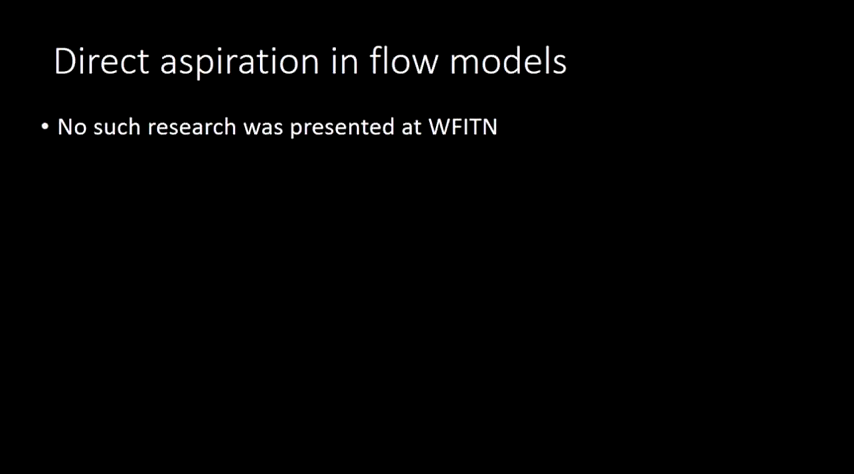 Direct aspiration in flow models
• No such research was presented at WFITN